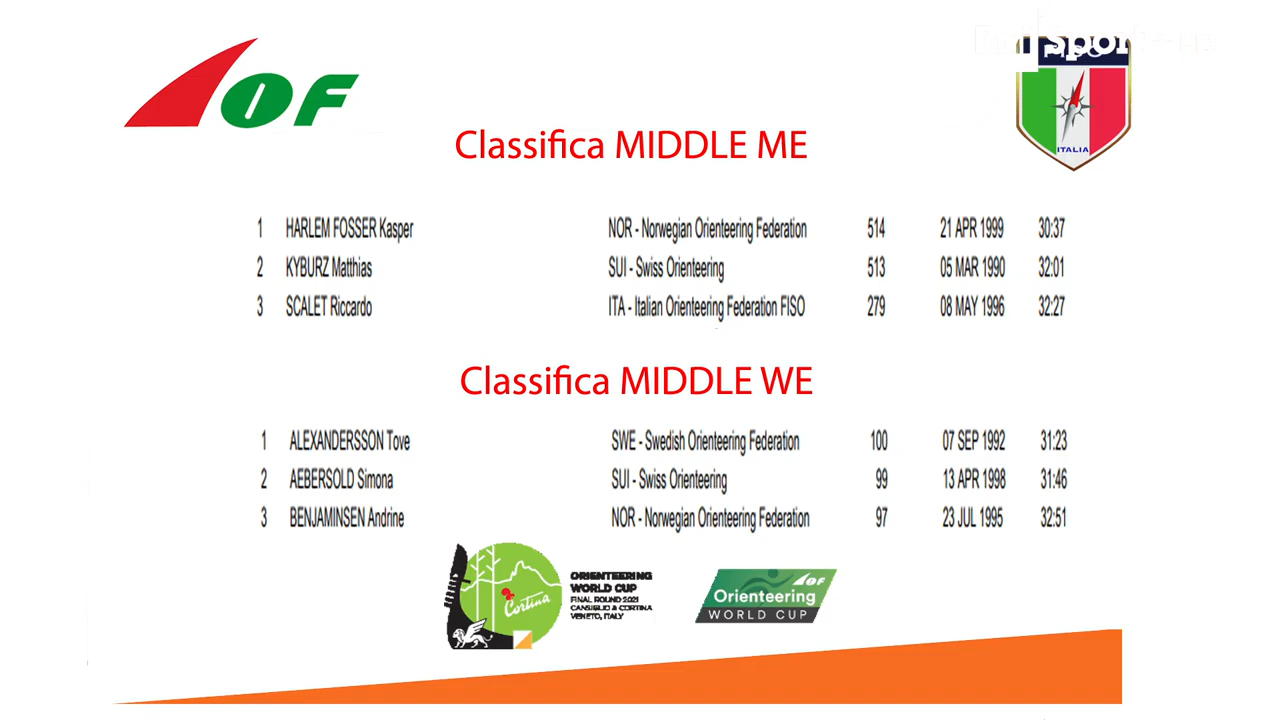 IOF
Sport
FISO
ITALIA
Classifica MIDDLE ME
1 HARLEM FOSSER Kasper NOR - Norwegian Orienteering Federation 514 21 APR 1999 30:37
2 KYBURZ Matthias SUI - Swiss Orienteering 513 05 MAR 1990 32:01
3 SCALET Riccardo ITA - Italian Orienteering Federation FISO 279 08 MAY 1996 32:27
Classifica MIDDLE WE
1 ALEXANDERSSON Tove SWE - Swedish Orienteering Federation 100 07 SEP 1992 31:23
2 AEBERSOLD Simona SUI - Swiss Orienteering 99 13 APR 1998 31:46
3 BENJAMINSEN Andrine NOR - Norwegian Orienteering Federation 97 23 JUL 1995 32:51
Cortina
ORIENTEERING
WORLD CUP
FINAL ROUND 2021
CANSIGLIO & CORTINA
VENETO, ITALY
IOF
Orienteering
WORLD CUP